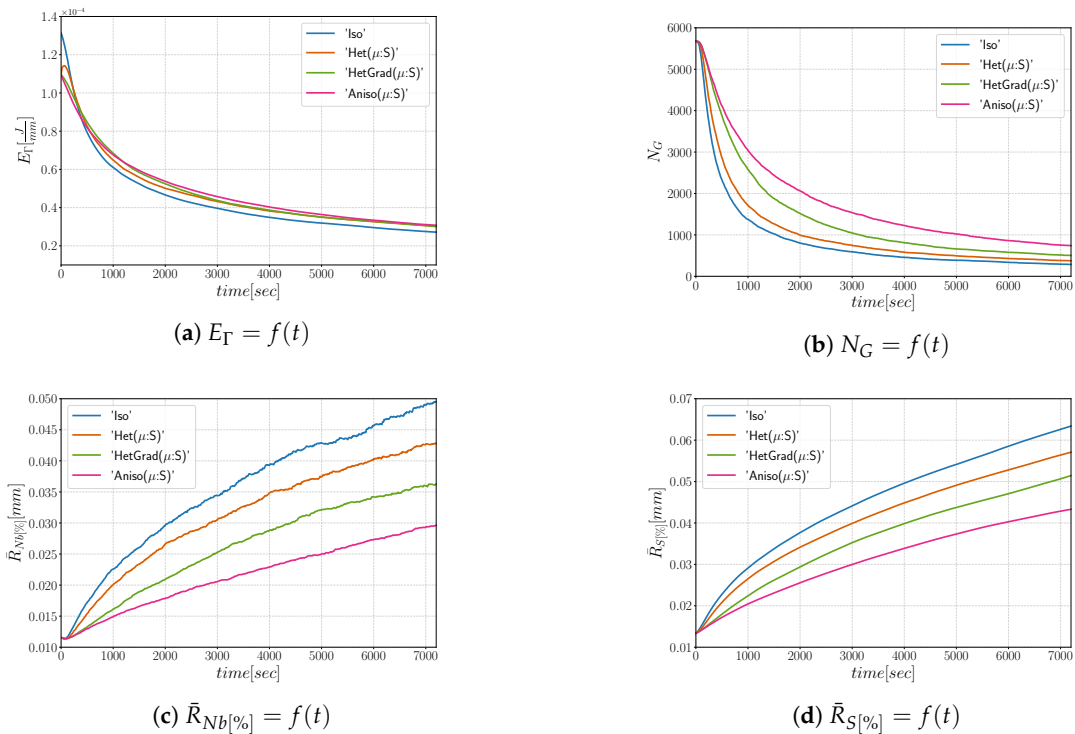 1.4
1e−4
1.2
1.0
0.8
0.6
0.4
0.2
E_Γ[J/mm]
'Iso'
'Het(μ:S)'
'HetGrad(μ:S)'
'Aniso(μ:S)'
0 1000 2000 3000 4000 5000 6000 7000
time[sec]
(a) E_Γ = f(t)
6000
5000
4000
3000
2000
1000
0
N_G
'Iso'
'Het(μ:S)'
'HetGrad(μ:S)'
'Aniso(μ:S)'
0 1000 2000 3000 4000 5000 6000 7000
time[sec]
(b) N_G = f(t)
0.050
0.045
0.040
0.035
0.030
0.025
0.020
0.015
0.010
R̄_Nb[%][mm]
'Iso'
'Het(μ:S)'
'HetGrad(μ:S)'
'Aniso(μ:S)'
0 1000 2000 3000 4000 5000 6000 7000
time[sec]
(c) R̄_Nb[%] = f(t)
0.07
0.06
0.05
0.04
0.03
0.02
0.01
R̄_S[%][mm]
'Iso'
'Het(μ:S)'
'HetGrad(μ:S)'
'Aniso(μ:S)'
0 1000 2000 3000 4000 5000 6000 7000
time[sec]
(d) R̄_S[%] = f(t)